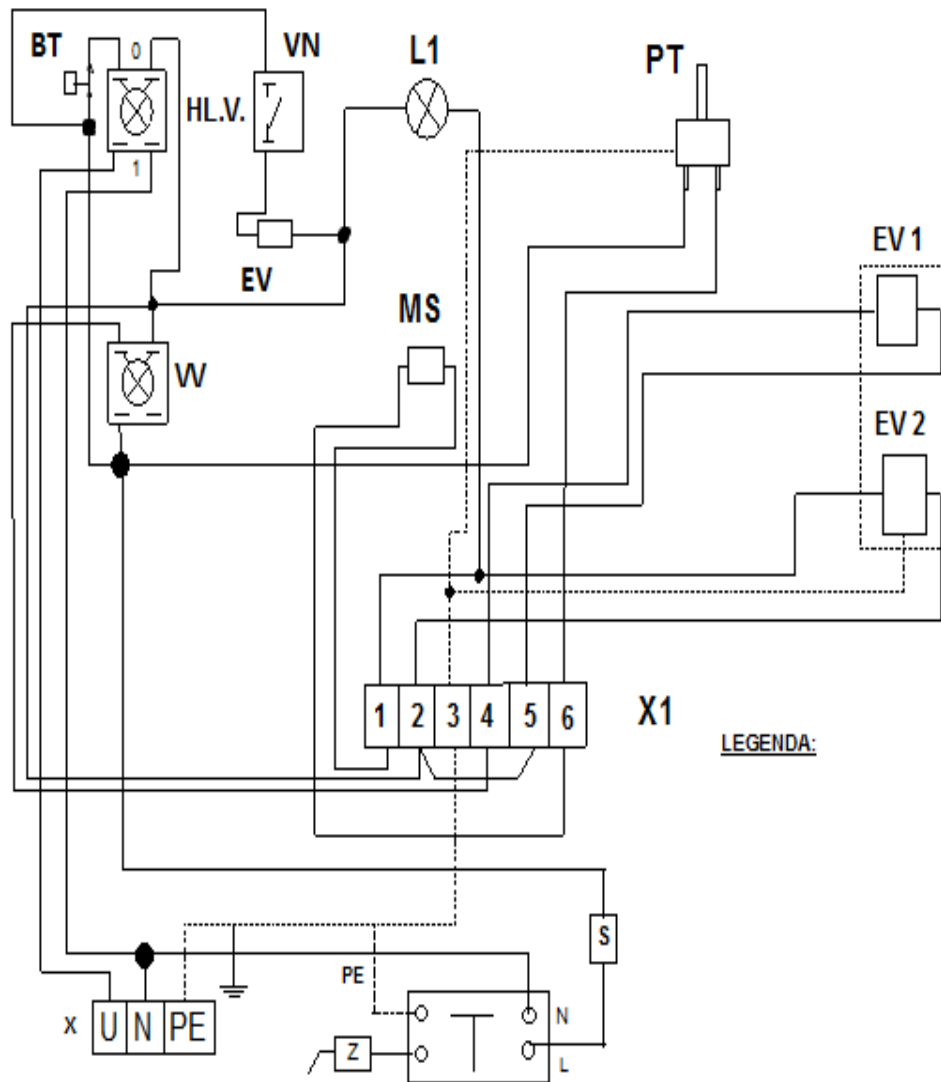 BT
0
VN
L1
PT
HL.V.
1
EV
EV 1
MS
VV
EV 2
1 2 3 4 5 6
X1
LEGENDA:
S
PE
N
x U N PE
Z
L